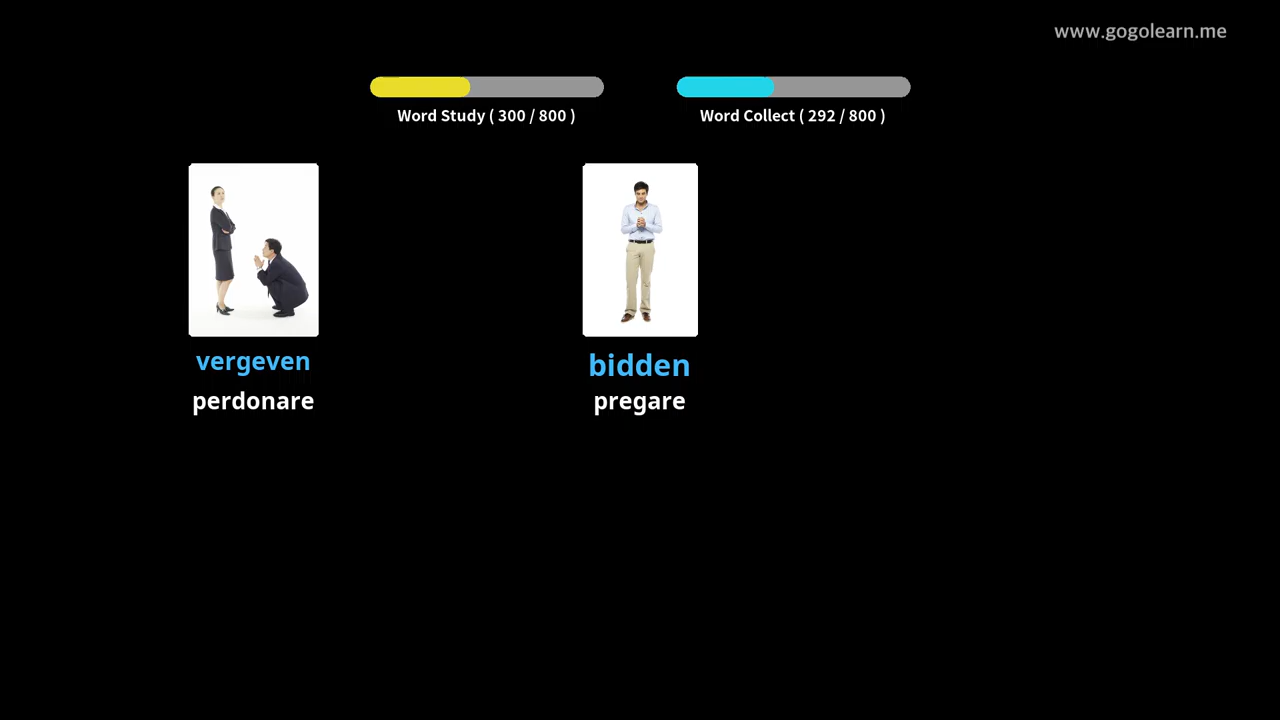 www.gogolearn.me
Word Study ( 300 / 800 )
Word Collect ( 292 / 800 )
vergeven
perdonare
bidden
pregare